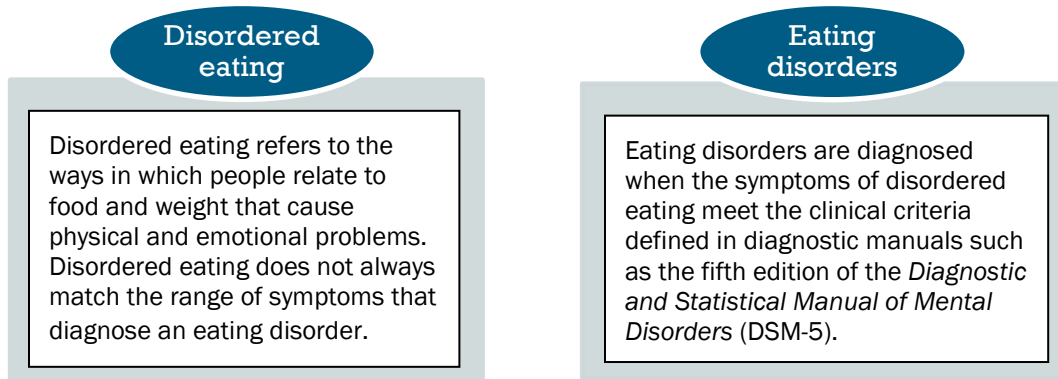 Disordered
eating
Disordered eating refers to the
ways in which people relate to
food and weight that cause
physical and emotional problems.
Disordered eating does not always
match the range of symptoms that
diagnose an eating disorder.
Eating
disorders
Eating disorders are diagnosed
when the symptoms of disordered
eating meet the clinical criteria
defined in diagnostic manuals such
as the fifth edition of the Diagnostic
and Statistical Manual of Mental
Disorders (DSM-5).